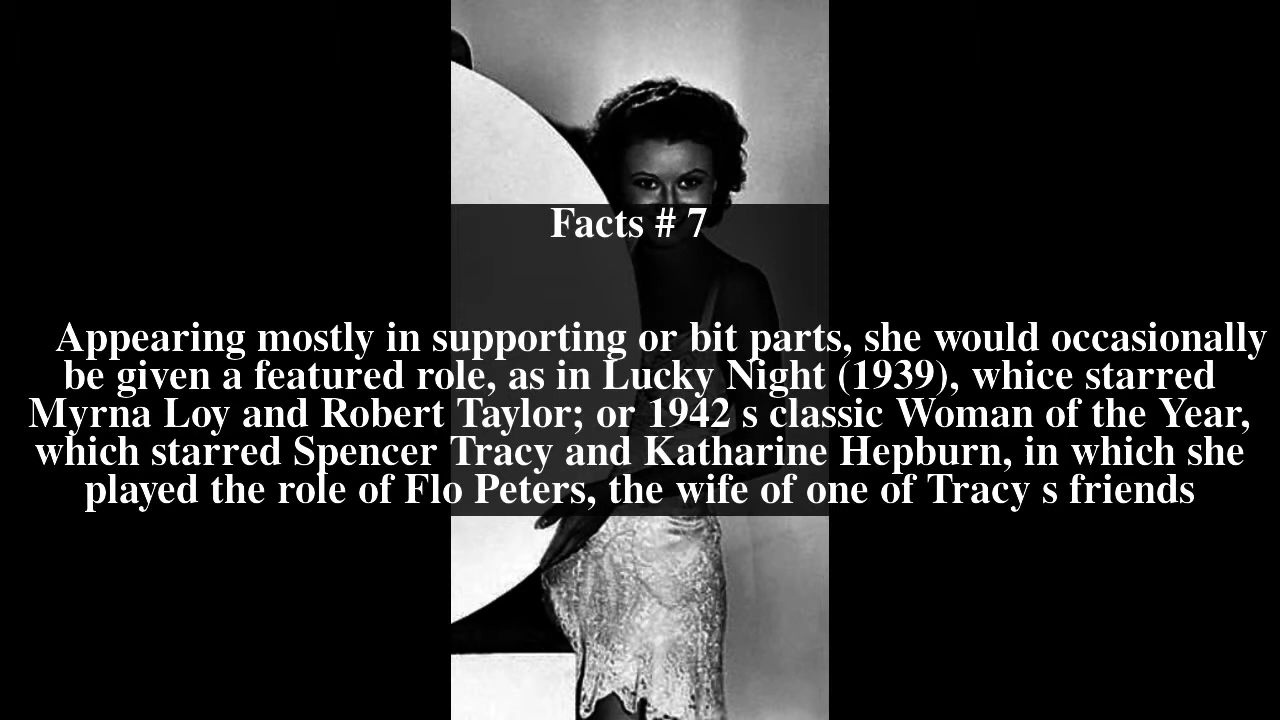 Facts # 7
Appearing mostly in supporting or bit parts, she would occasionally
be given a featured role, as in Lucky Night (1939), whice starred
Myrna Loy and Robert Taylor; or 1942 s classic Woman of the Year,
which starred Spencer Tracy and Katharine Hepburn, in which she
played the role of Flo Peters, the wife of one of Tracy s friends